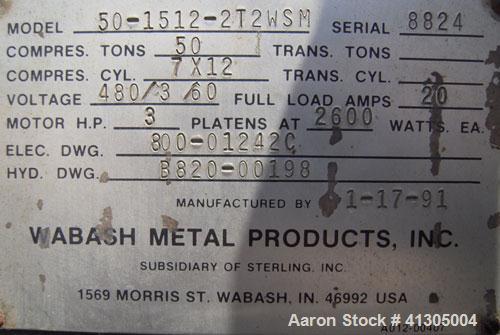 MODEL 50-1512-2T2WSM SERIAL 8824
COMPRES. TONS 50 TRANS. TONS
COMPRES. CYL. 7X12 TRANS. CYL.
VOLTAGE 480/3/60 FULL LOAD AMPS 20
MOTOR H.P. 3 PLATENS AT 2600 WATTS. EA.
ELEC. DWG. 800-01242C
HYD. DWG. B820-00198
MANUFACTURED BY 1-17-91
WABASH METAL PRODUCTS, INC.
SUBSIDIARY OF STERLING. INC.
1569 MORRIS ST. WABASH, IN. 46992 USA
A012-00407
Aaron Stock # 41305004